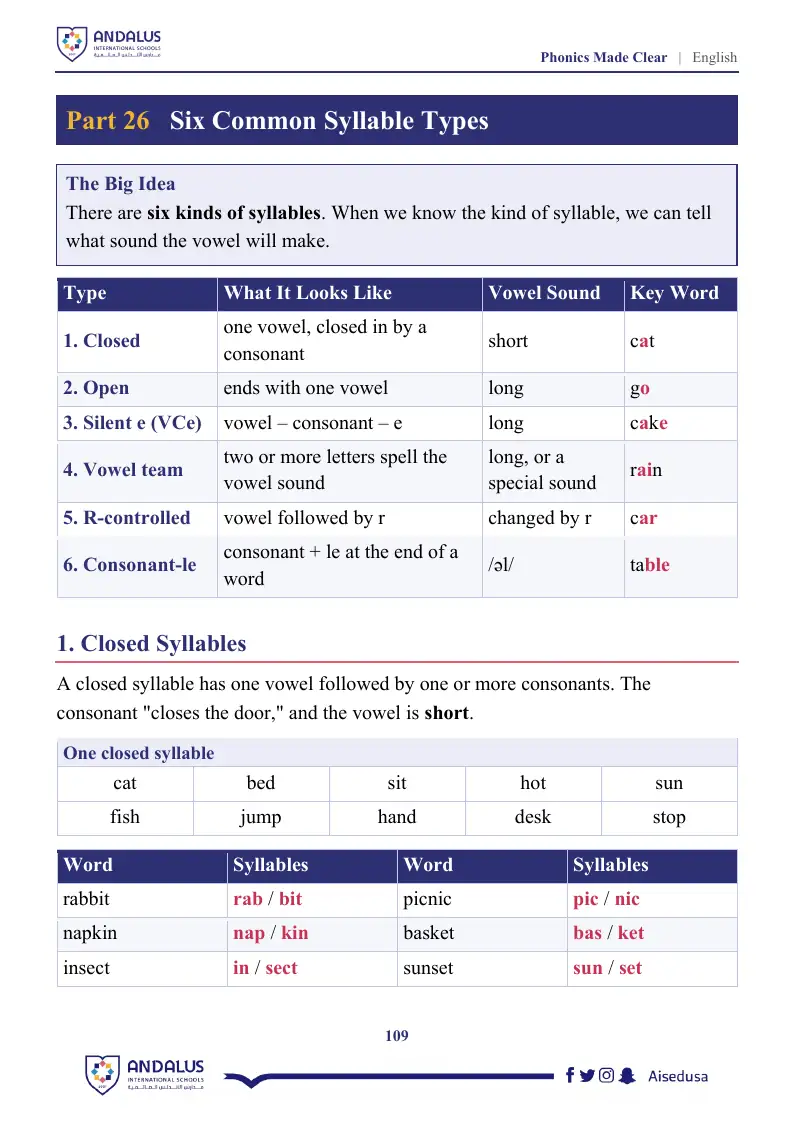 ANDALUS
INTERNATIONAL SCHOOLS
مدارس الأندلس العالمية
Phonics Made Clear | English
Part 26 Six Common Syllable Types
The Big Idea
There are six kinds of syllables. When we know the kind of syllable, we can tell
what sound the vowel will make.
Type What It Looks Like Vowel Sound Key Word
1. Closed one vowel, closed in by a consonant short cat
2. Open ends with one vowel long go
3. Silent e (VCe) vowel – consonant – e long cake
4. Vowel team two or more letters spell the vowel sound long, or a special sound rain
5. R-controlled vowel followed by r changed by r car
6. Consonant-le consonant + le at the end of a word /əl/ table
1. Closed Syllables
A closed syllable has one vowel followed by one or more consonants. The
consonant "closes the door," and the vowel is short.
One closed syllable
cat bed sit hot sun
fish jump hand desk stop
Word Syllables Word Syllables
rabbit rab / bit picnic pic / nic
napkin nap / kin basket bas / ket
insect in / sect sunset sun / set
109
ANDALUS
INTERNATIONAL SCHOOLS
مدارس الأندلس العالمية
Aisedusa